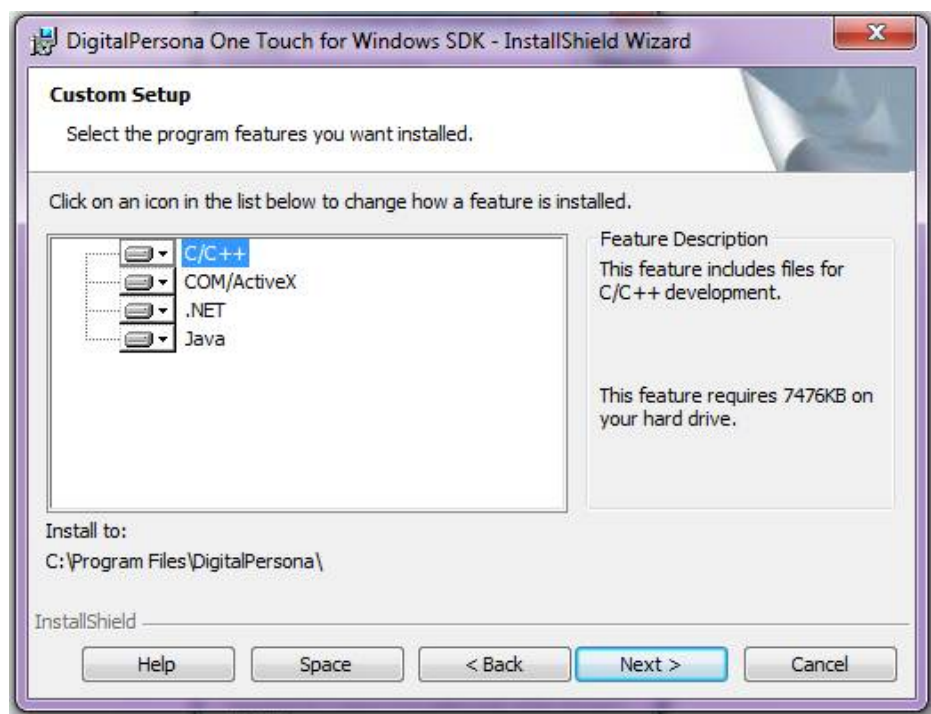 DigitalPersona One Touch for Windows SDK - InstallShield Wizard
Custom Setup
Select the program features you want installed.
Click on an icon in the list below to change how a feature is installed.
C/C++
COM/ActiveX
.NET
Java
Feature Description
This feature includes files for
C/C++ development.
This feature requires 7476KB on
your hard drive.
Install to:
C:\Program Files\DigitalPersona\
InstallShield
Help
Space
< Back
Next >
Cancel